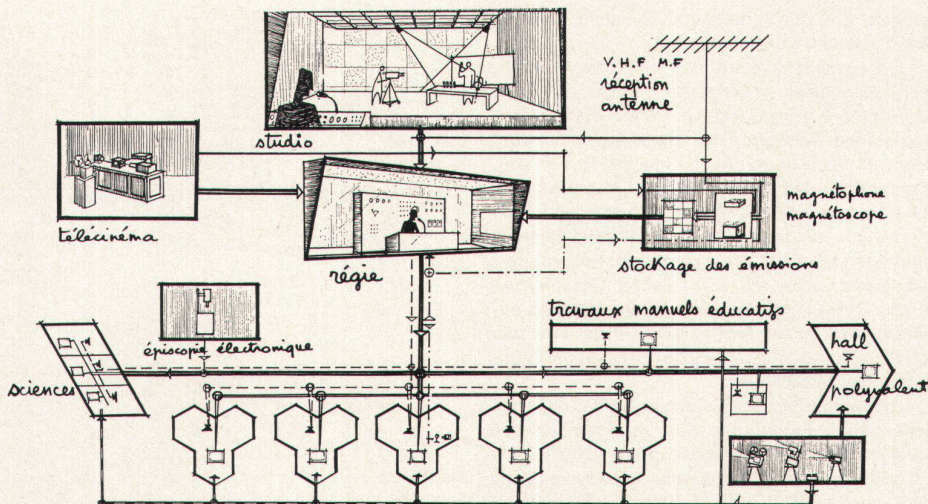 V.H.F M.F
réception
antenne
studio
télécinéma
magnétophone
magnétoscope
régie
stockage des émissions
épiscopie électronique
travaux manuels éducatifs
hall
sciences
polyvalent